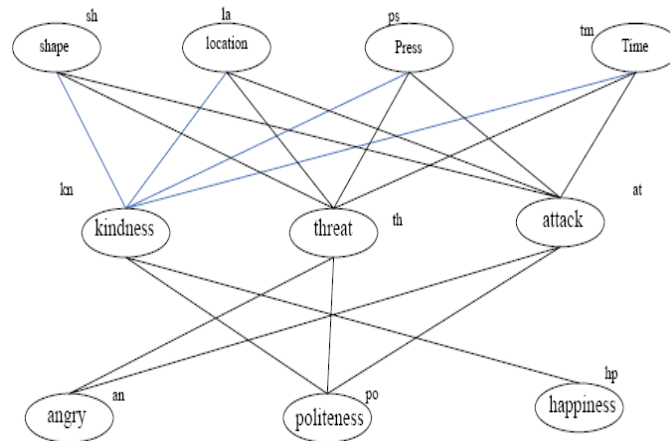 sh
la
ps
tm
shape
location
Press
Time
kn
at
kindness
threat
th
attack
an
po
hp
angry
politeness
happiness